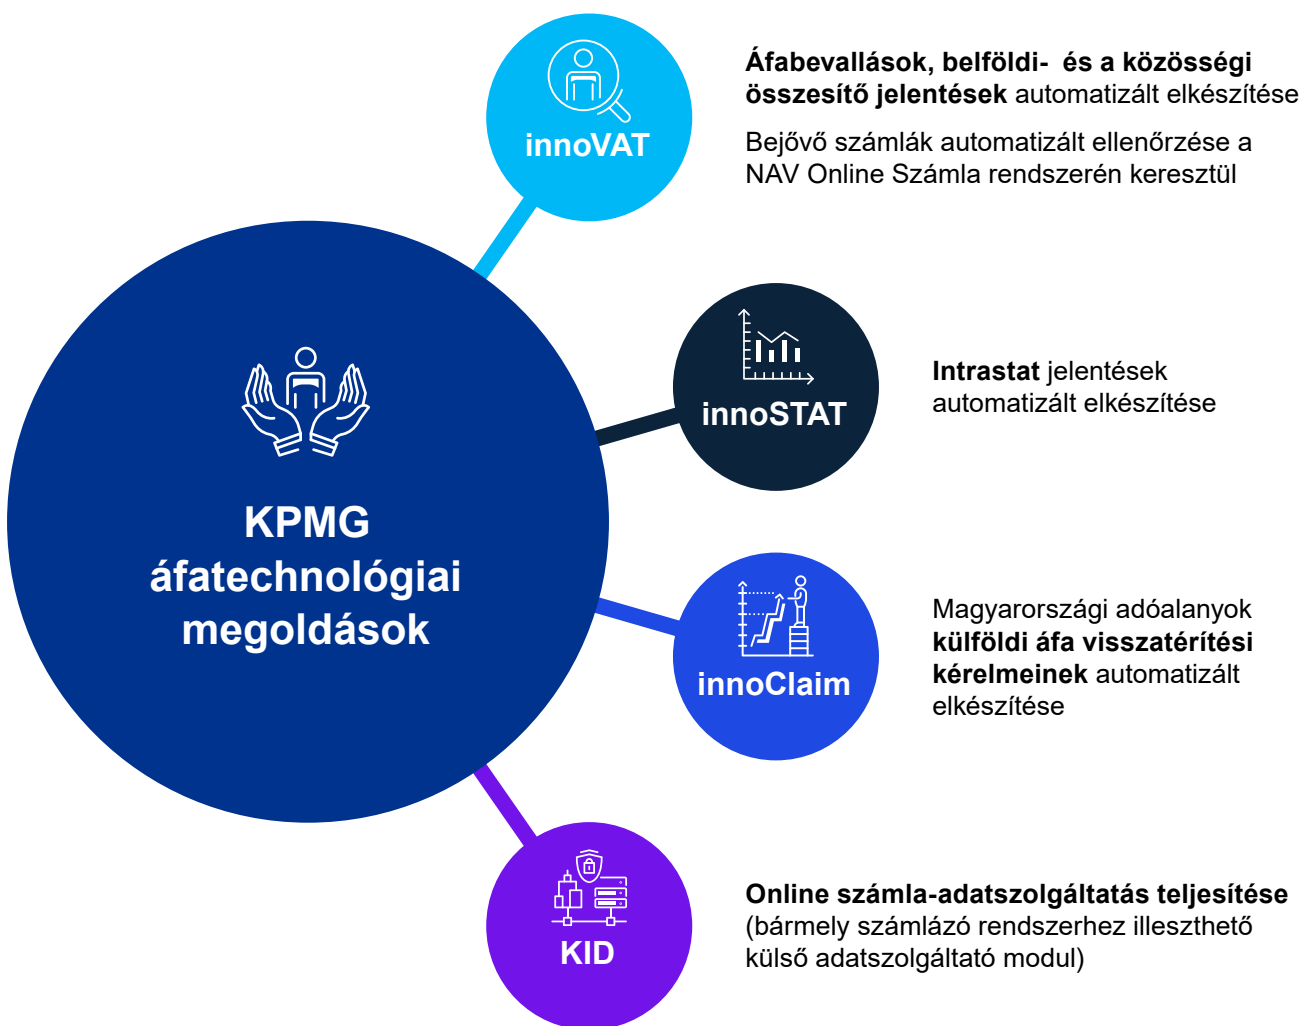 KPMG
áfatechnológiai
megoldások
innoVAT
Áfabevallások, belföldi- és a közösségi
összesítő jelentések automatizált elkészítése
Bejővő számlák automatizált ellenőrzése a
NAV Online Számla rendszerén keresztül
innoSTAT
Intrastat jelentések
automatizált elkészítése
innoClaim
Magyarországi adóalanyok
külföldi áfa visszatérítési
kérelmeinek automatizált
elkészítése
KID
Online számla-adatszolgáltatás teljesítése
(bármely számlázó rendszerhez illeszthető
külső adatszolgáltató modul)